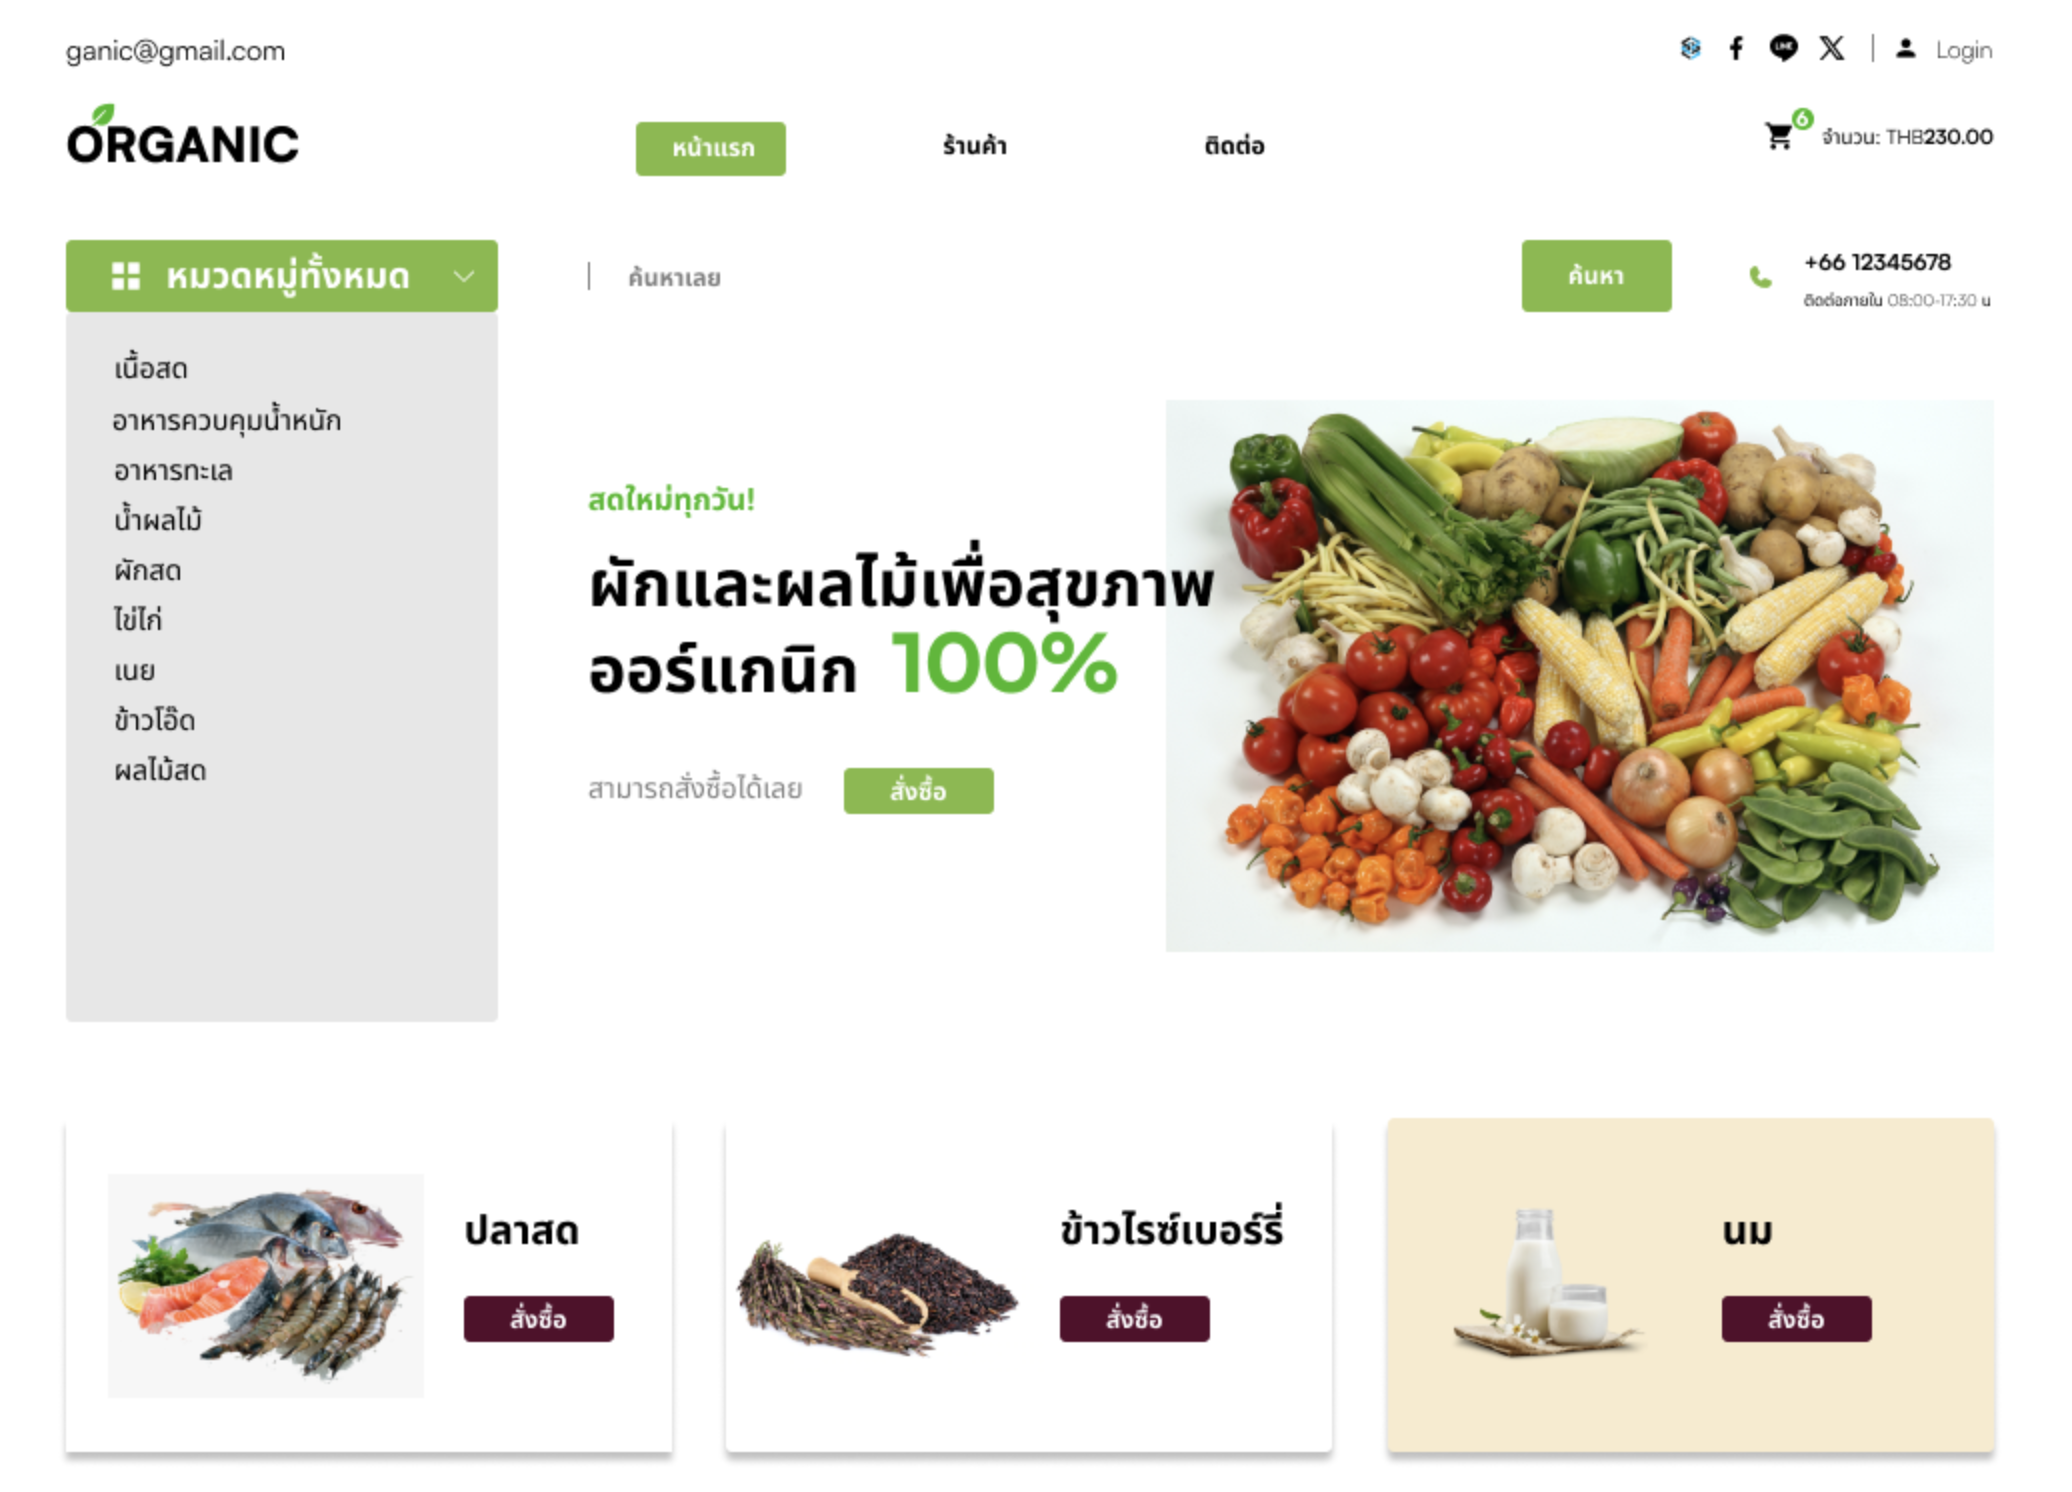 ganic@gmail.com
LINE
Login
ORGANIC
หน้าแรก
ร้านค้า
ติดต่อ
6
จำนวน: THB230.00
หมวดหมู่ทั้งหมด
ค้นหาเลย
ค้นหา
+66 12345678
ติดต่อภายใน 08:00-17:30 น
เนื้อสด
อาหารควบคุมน้ำหนัก
อาหารทะเล
น้ำผลไม้
ผักสด
ไข่ไก่
เนย
ข้าวโอ๊ด
ผลไม้สด
สดใหม่ทุกวัน!
ผักและผลไม้เพื่อสุขภาพ
ออร์แกนิก 100%
สามารถสั่งซื้อได้เลย
สั่งซื้อ
ปลาสด
สั่งซื้อ
ข้าวไรซ์เบอร์รี่
สั่งซื้อ
นม
สั่งซื้อ